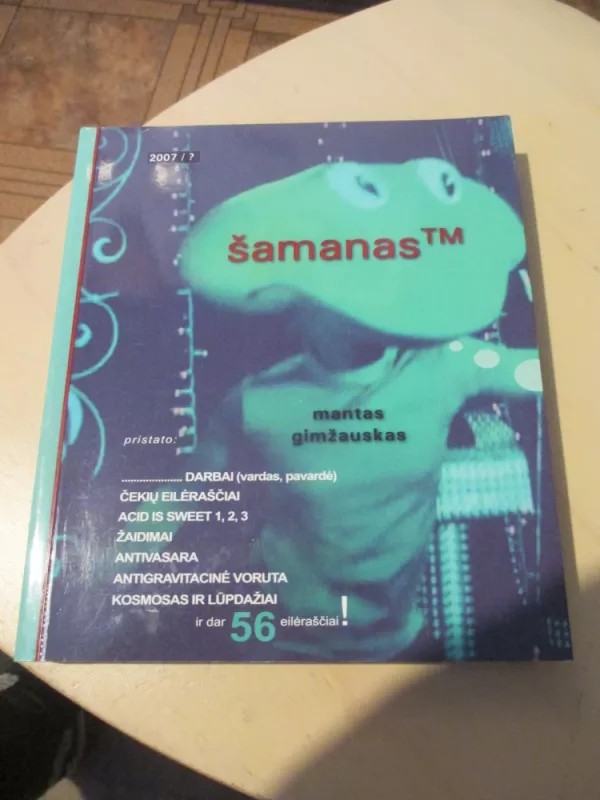 2007 / ?
šamanas™
mantas
gimžauskas
pristato:
.................... DARBAI (vardas, pavardė)
ČEKIŲ EILĖRAŠČIAI
ACID IS SWEET 1, 2, 3
ŽAIDIMAI
ANTIVASARA
ANTIGRAVITACINĖ VORUTA
KOSMOSAS IR LŪPDAŽIAI
ir dar 56 eilėraščiai !